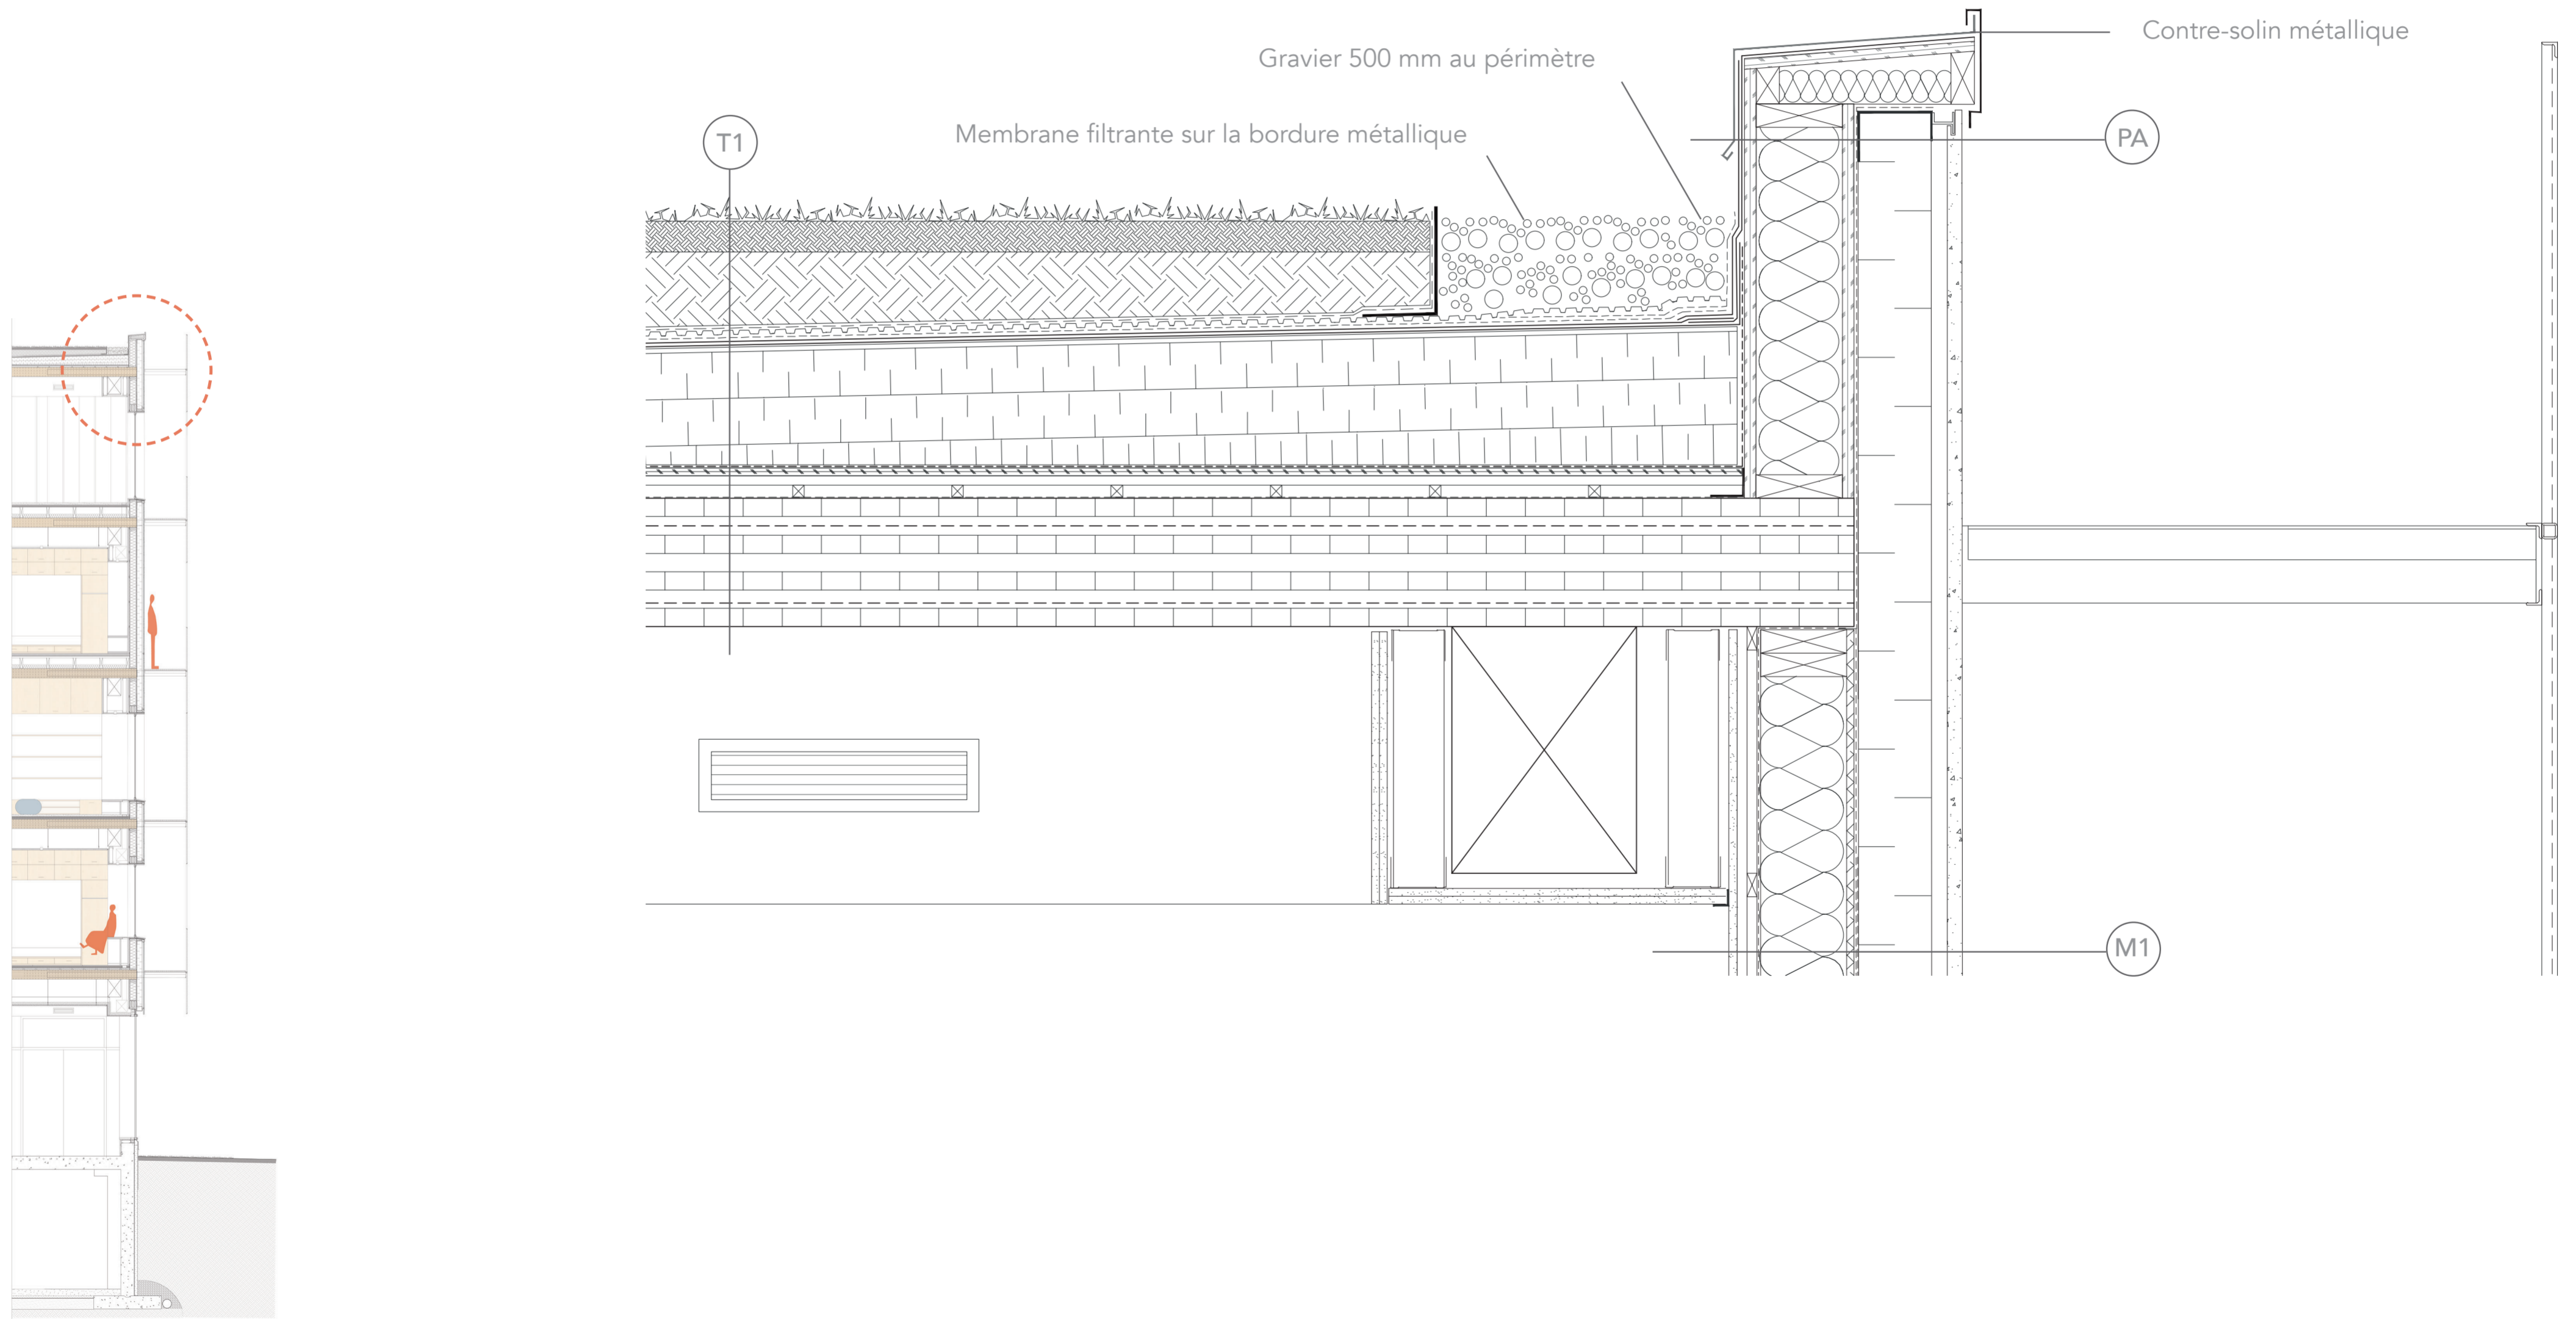 Contre-solin métallique
Gravier 500 mm au périmètre
Membrane filtrante sur la bordure métallique
T1
PA
M1